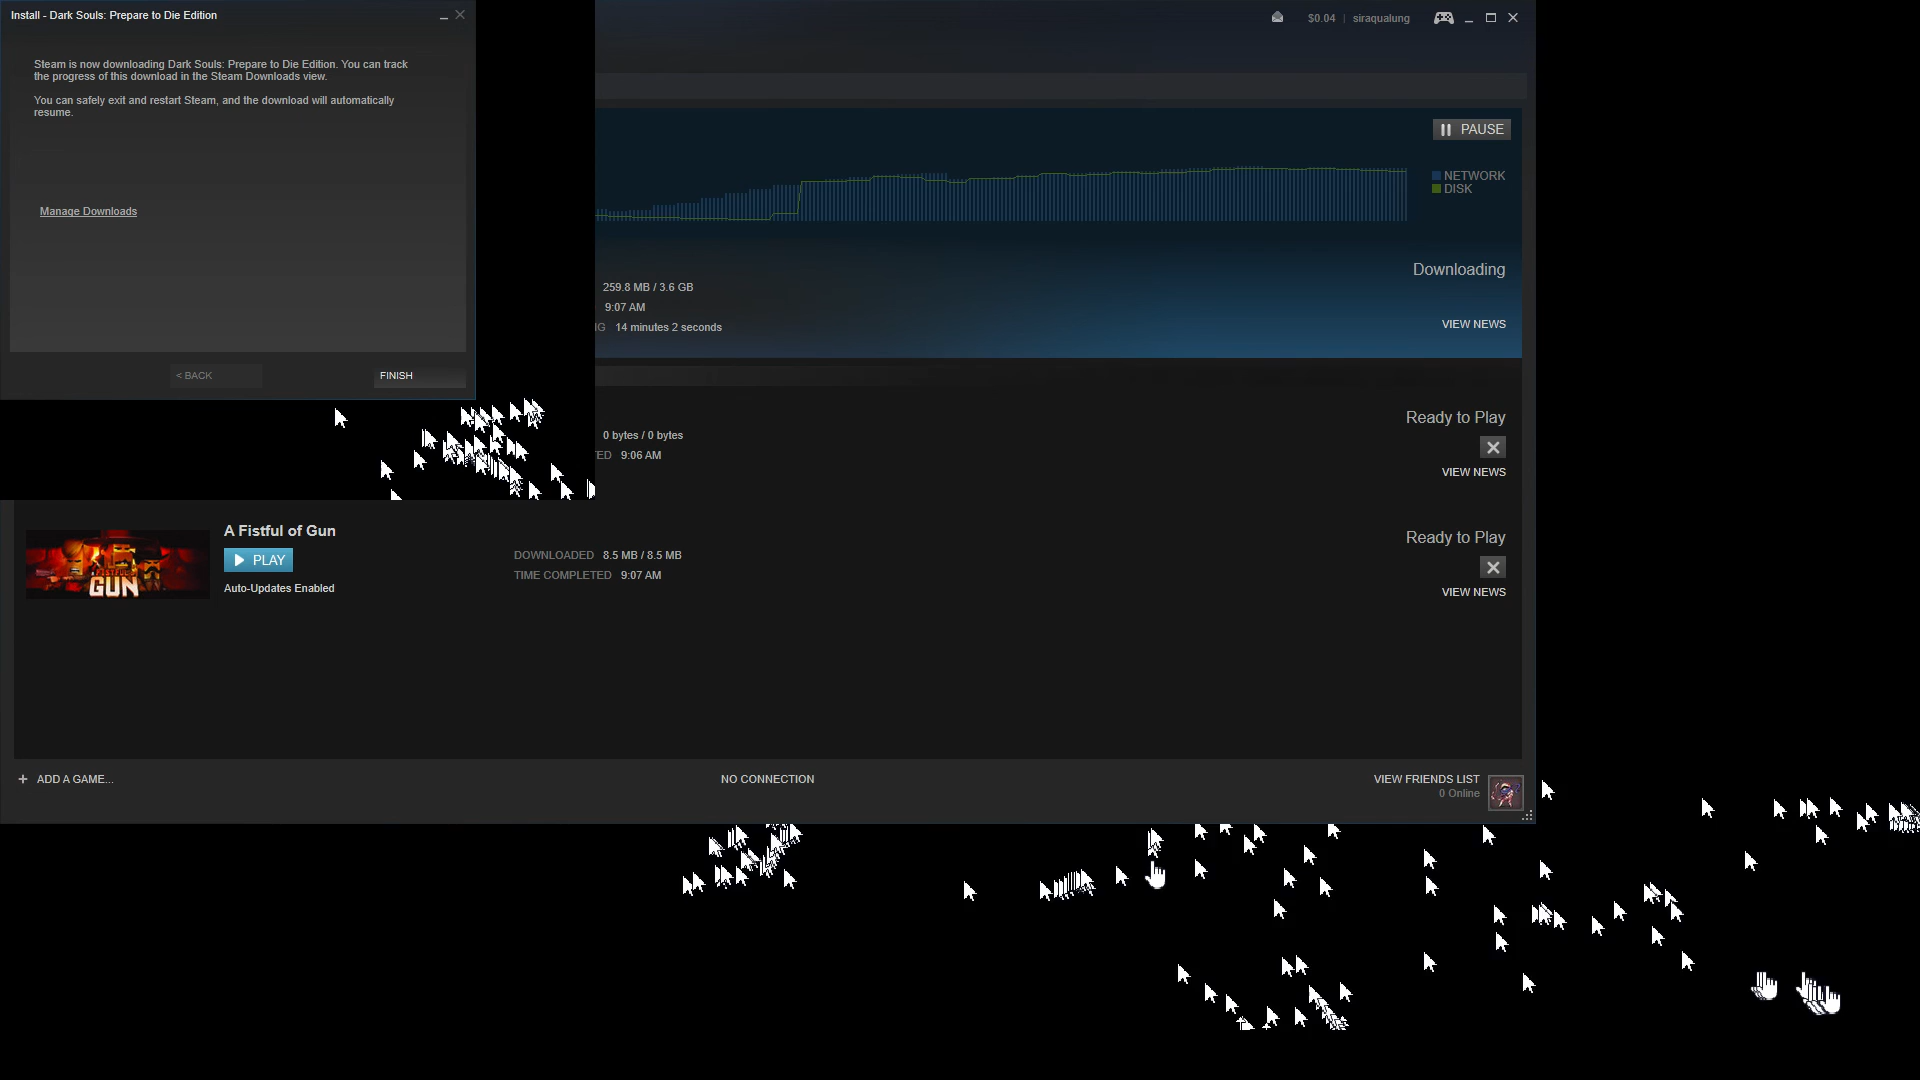 Install - Dark Souls: Prepare to Die Edition
Steam is now downloading Dark Souls: Prepare to Die Edition. You can track
the progress of this download in the Steam Downloads view.
You can safely exit and restart Steam, and the download will automatically
resume.
Manage Downloads
< BACK
FINISH
$0.04 | siraqualung
PAUSE
NETWORK
DISK
Downloading
259.8 MB / 3.6 GB
9:07 AM
G 14 minutes 2 seconds
VIEW NEWS
Ready to Play
0 bytes / 0 bytes
ED 9:06 AM
VIEW NEWS
A Fistful of Gun
PLAY
Auto-Updates Enabled
GUN
DOWNLOADED 8.5 MB / 8.5 MB
TIME COMPLETED 9:07 AM
Ready to Play
VIEW NEWS
+ ADD A GAME...
NO CONNECTION
VIEW FRIENDS LIST
0 Online